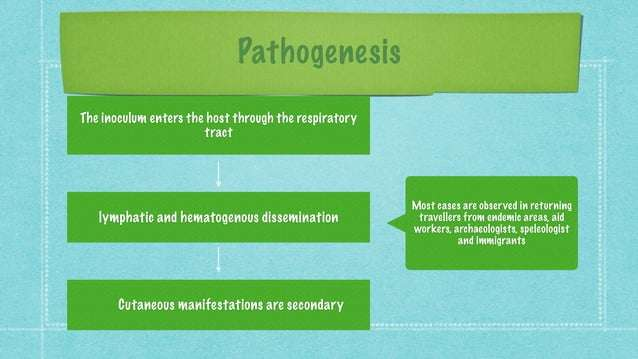 Pathogenesis
The inoculum enters the host through the respiratory
tract
lymphatic and hematogenous dissemination
Most cases are observed in returning
travellers from endemic areas, aid
workers, archaeologists, speleologist
and immigrants
Cutaneous manifestations are secondary